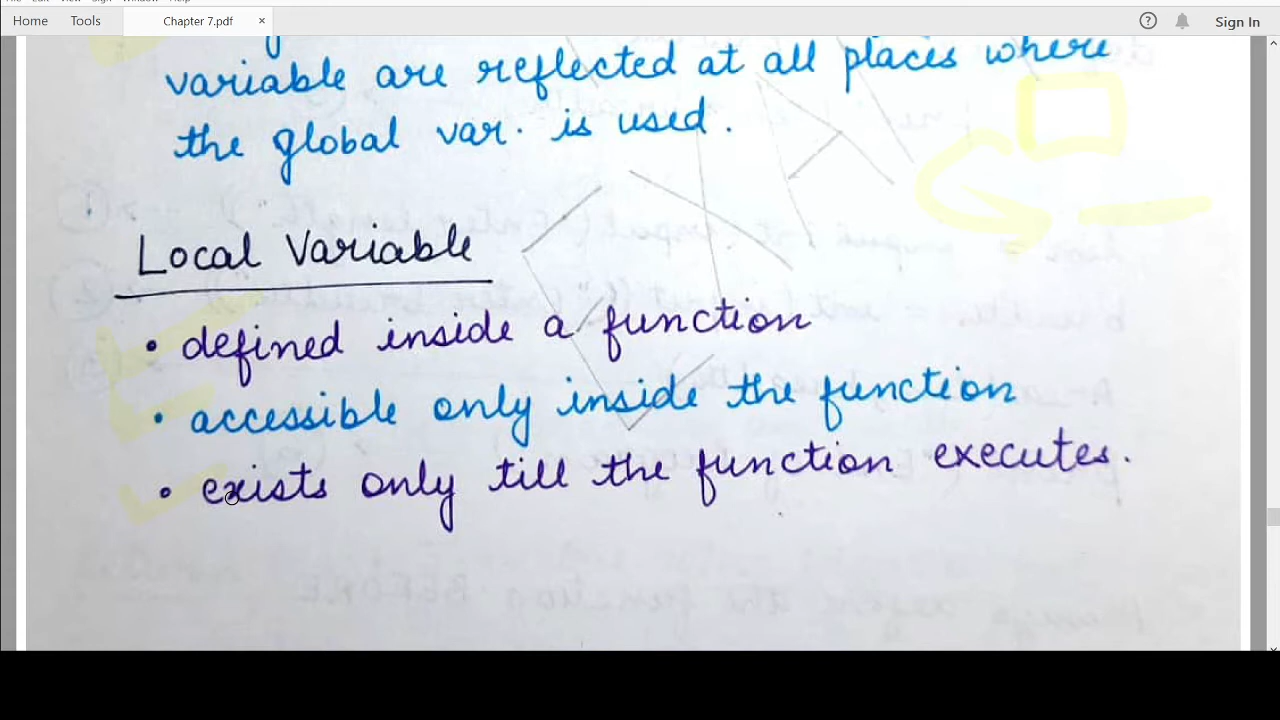 Home Tools Chapter 7.pdf × ? Sign In
variable are reflected at all places where
the global var. is used.
Local Variable
• defined inside a function
• accessible only inside the function
• exists only till the function executes.